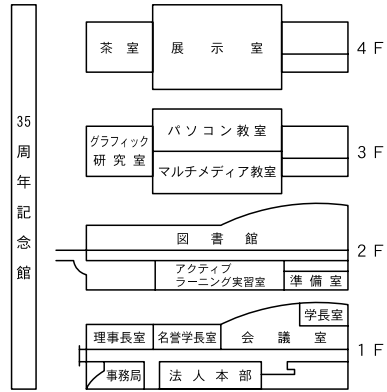 35周年記念館
茶室
展示室
4F
グラフィック
研究室
パソコン教室
マルチメディア教室
3F
図書館
アクティブ
ラーニング実習室
準備室
2F
学長室
理事長室
名誉学長室
会議室
1F
事務局
法人本部